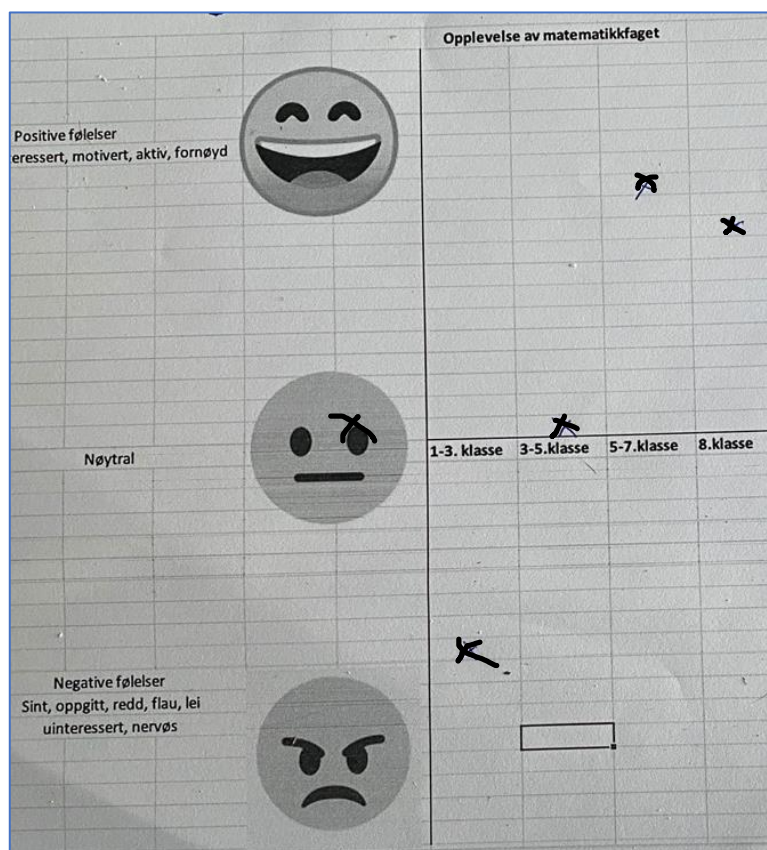 Opplevelse av matematikkfaget
Positive følelser
eressert, motivert, aktiv, fornøyd
Nøytral
1-3. klasse
3-5.klasse
5-7.klasse
8.klasse
Negative følelser
Sint, oppgitt, redd, flau, lei
uinteressert, nervøs